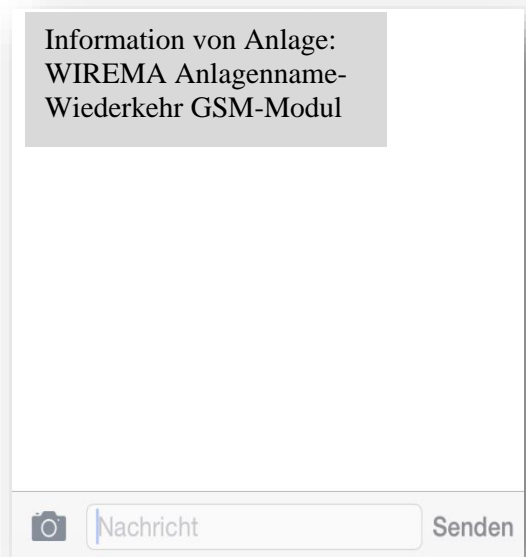 Information von Anlage:
WIREMA Anlagenname-
Wiederkehr GSM-Modul
Nachricht
Senden